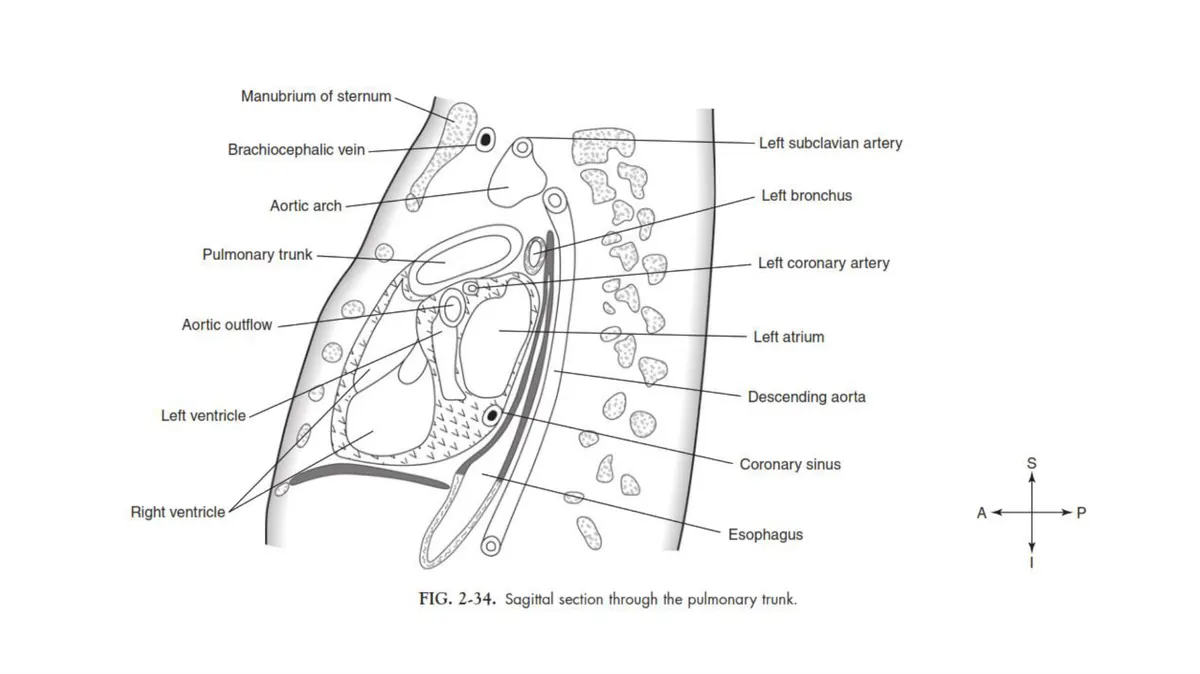 Manubrium of sternum
Brachiocephalic vein
Aortic arch
Pulmonary trunk
Aortic outflow
Left ventricle
Right ventricle
Left subclavian artery
Left bronchus
Left coronary artery
Left atrium
Descending aorta
Coronary sinus
Esophagus
S
A P
I
FIG. 2-34. Sagittal section through the pulmonary trunk.